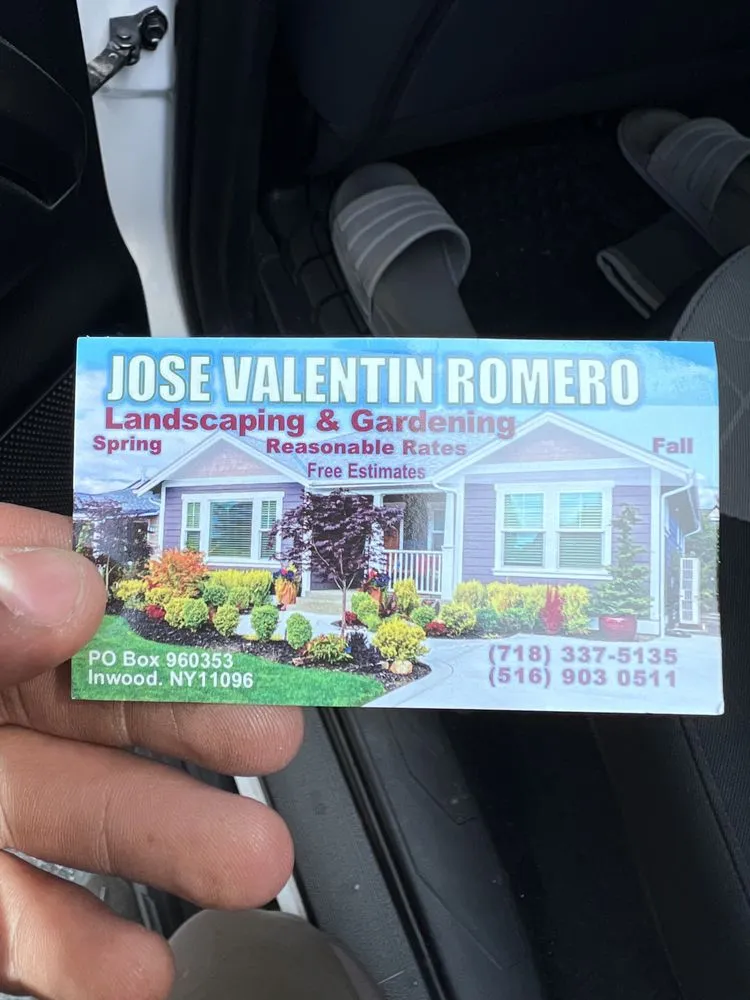 JOSE VALENTIN ROMERO
Landscaping & Gardening
Spring Reasonable Rates Fall
Free Estimates
PO Box 960353
Inwood. NY11096
(718) 337-5135
(516) 903 0511